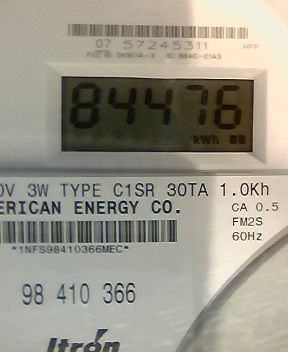 07 57245311
84476
kWh
0V 3W TYPE C1SR 30TA 1.0Kh
ERICAN ENERGY CO.
CA 0.5
FM2S
60Hz
*1NFS98410366MEC*
98 410 366
Itron